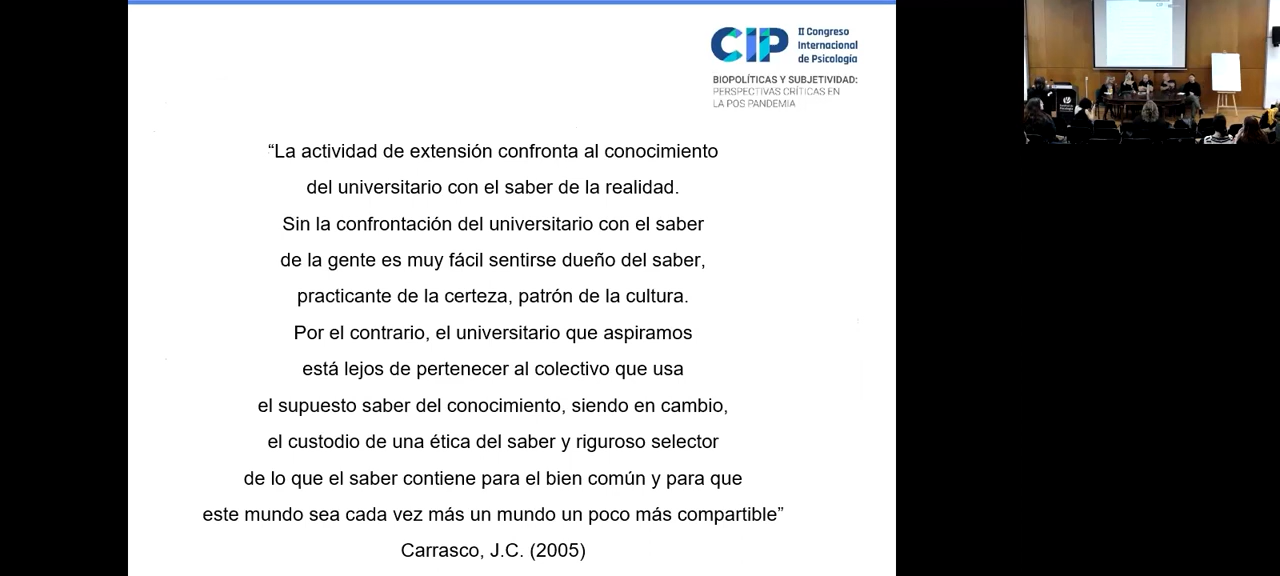 CIP
II Congreso
Internacional
de Psicología
BIOPOLÍTICAS Y SUBJETIVIDAD:
PERSPECTIVAS CRÍTICAS EN
LA POS PANDEMIA
“La actividad de extensión confronta al conocimiento
del universitario con el saber de la realidad.
Sin la confrontación del universitario con el saber
de la gente es muy fácil sentirse dueño del saber,
practicante de la certeza, patrón de la cultura.
Por el contrario, el universitario que aspiramos
está lejos de pertenecer al colectivo que usa
el supuesto saber del conocimiento, siendo en cambio,
el custodio de una ética del saber y riguroso selector
de lo que el saber contiene para el bien común y para que
este mundo sea cada vez más un mundo un poco más compartible”
Carrasco, J.C. (2005)
CIP